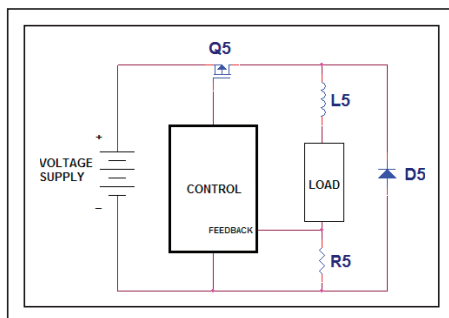 Q5
L5
+
VOLTAGE
SUPPLY
–
CONTROL
LOAD
D5
FEEDBACK
R5